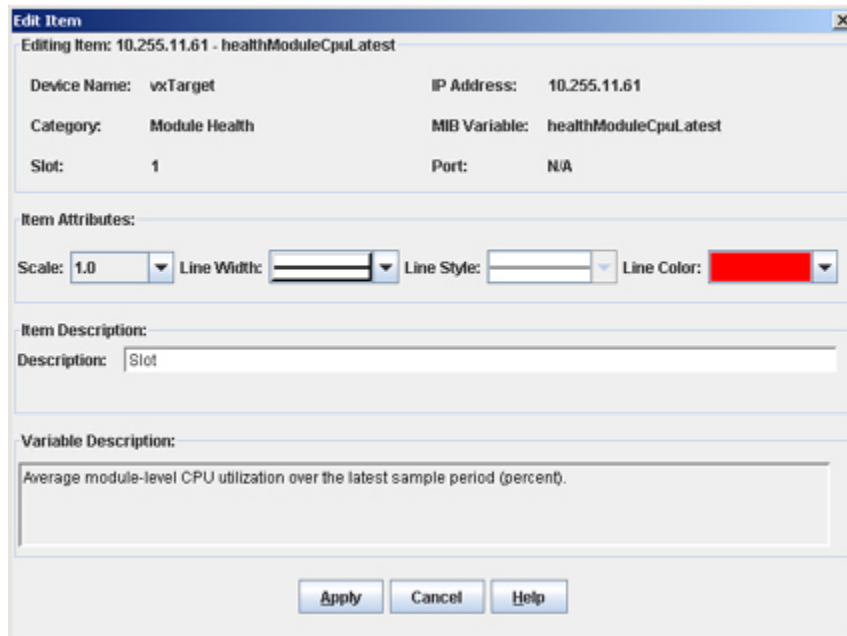 Edit Item
Editing Item: 10.255.11.61 - healthModuleCpuLatest
Device Name: vxTarget IP Address: 10.255.11.61
Category: Module Health MIB Variable: healthModuleCpuLatest
Slot: 1 Port: N/A
Item Attributes:
Scale: 1.0 Line Width: Line Style: Line Color:
Item Description:
Description: Slot
Variable Description:
Average module-level CPU utilization over the latest sample period (percent).
Apply Cancel Help